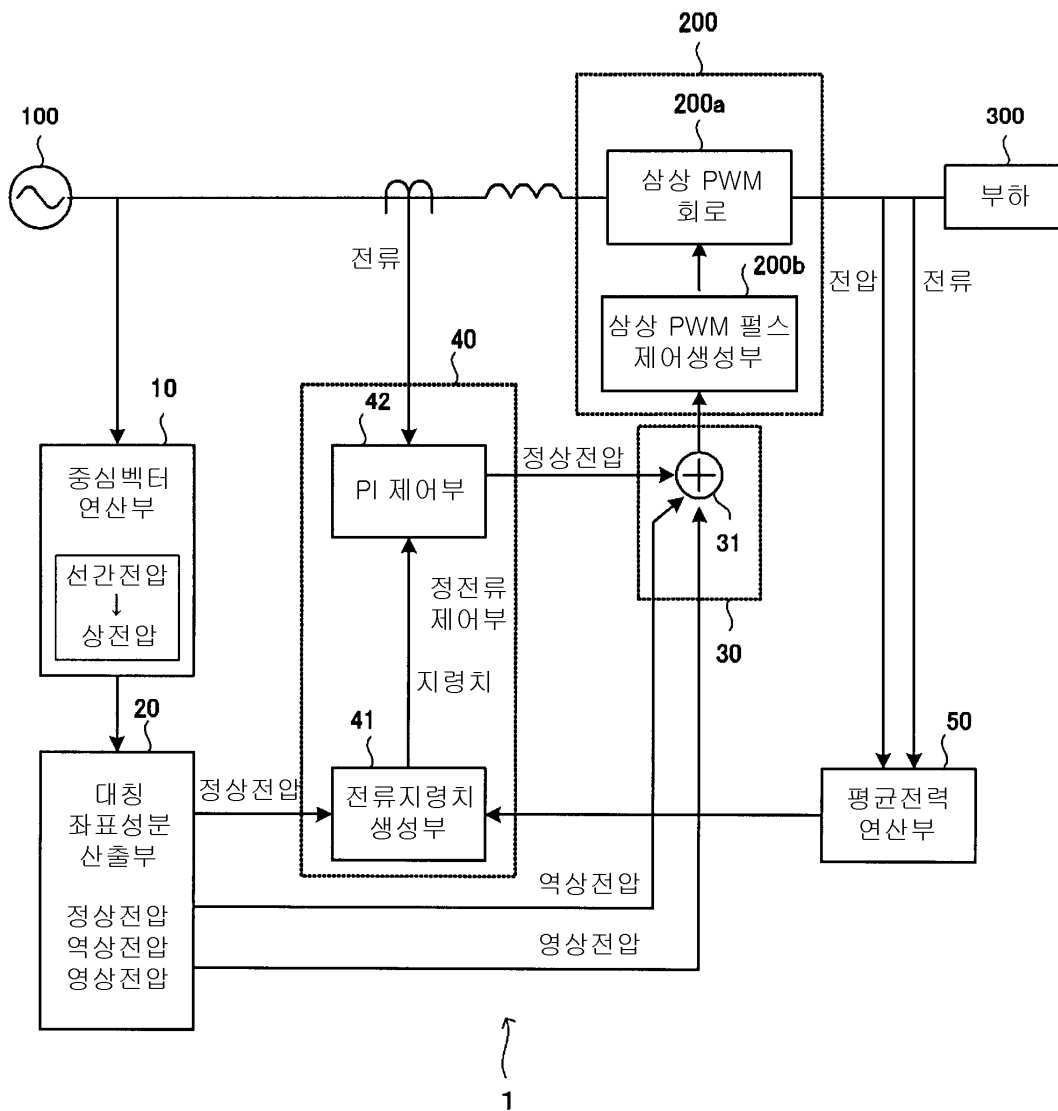 200
200a
100
300
삼상 PWM
회로
부하
전류
200b
전압
전류
삼상 PWM 펄스
제어생성부
40
10
42
중심벡터
연산부
PI 제어부
정상전압
31
선간전압
↓
상전압
정전류
제어부
30
지령치
20
41
50
대칭
좌표성분
산출부
정상전압
전류지령치
생성부
평균전력
연산부
역상전압
정상전압
역상전압
영상전압
영상전압
1